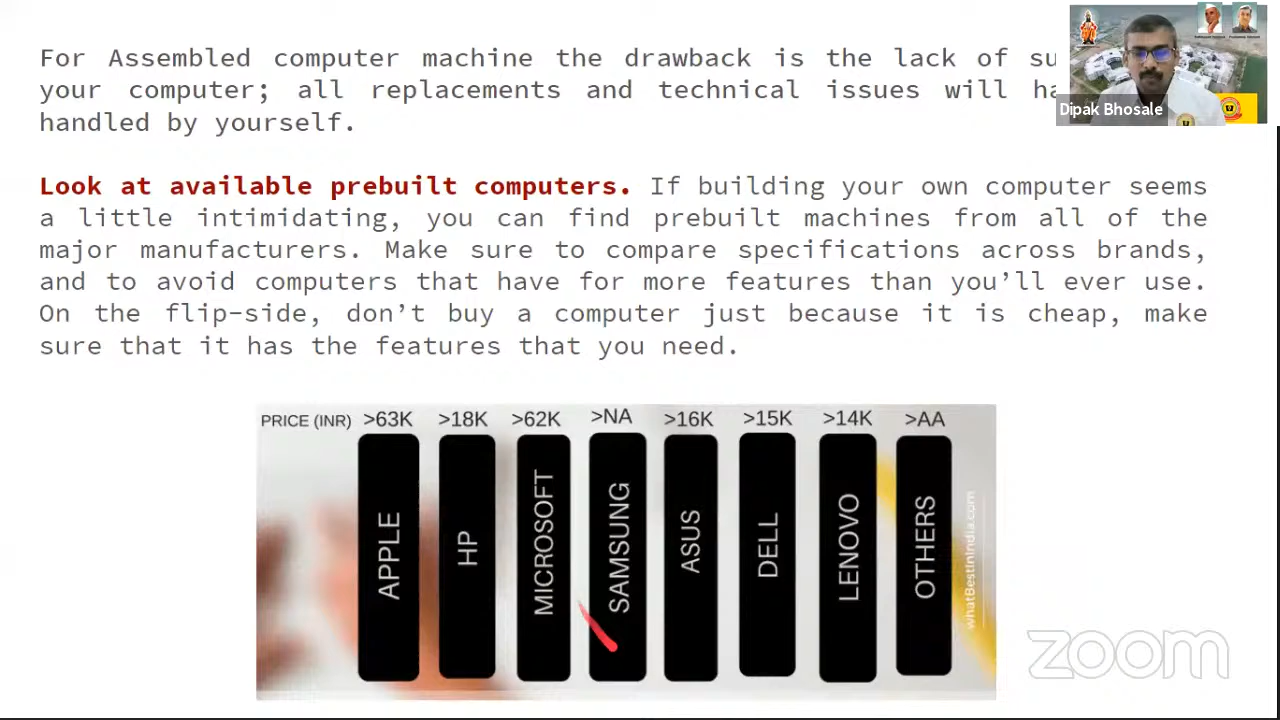 For Assembled computer machine the drawback is the lack of
your computer; all replacements and technical issues will
handled by yourself.
Dipak Bhosale
Look at available prebuilt computers. If building your own computer seems
a little intimidating, you can find prebuilt machines from all of the
major manufacturers. Make sure to compare specifications across brands,
and to avoid computers that have for more features than you’ll ever use.
On the flip-side, don’t buy a computer just because it is cheap, make
sure that it has the features that you need.
PRICE (INR) >63K >18K >62K >NA >16K >15K >14K >AA
APPLE
HP
MICROSOFT
SAMSUNG
ASUS
DELL
LENOVO
OTHERS
whatBestInIndia.com
zoom